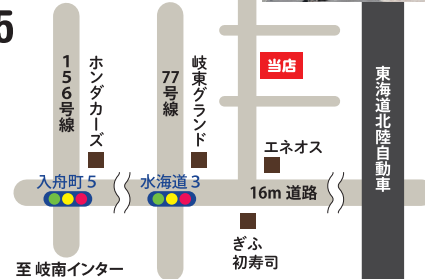 5
156号線
ホンダカーズ
77号線
岐東グランド
当店
東海道北陸自動車
エネオス
入舟町5
水海道3
16m 道路
ぎふ
初寿司
至 岐南インター